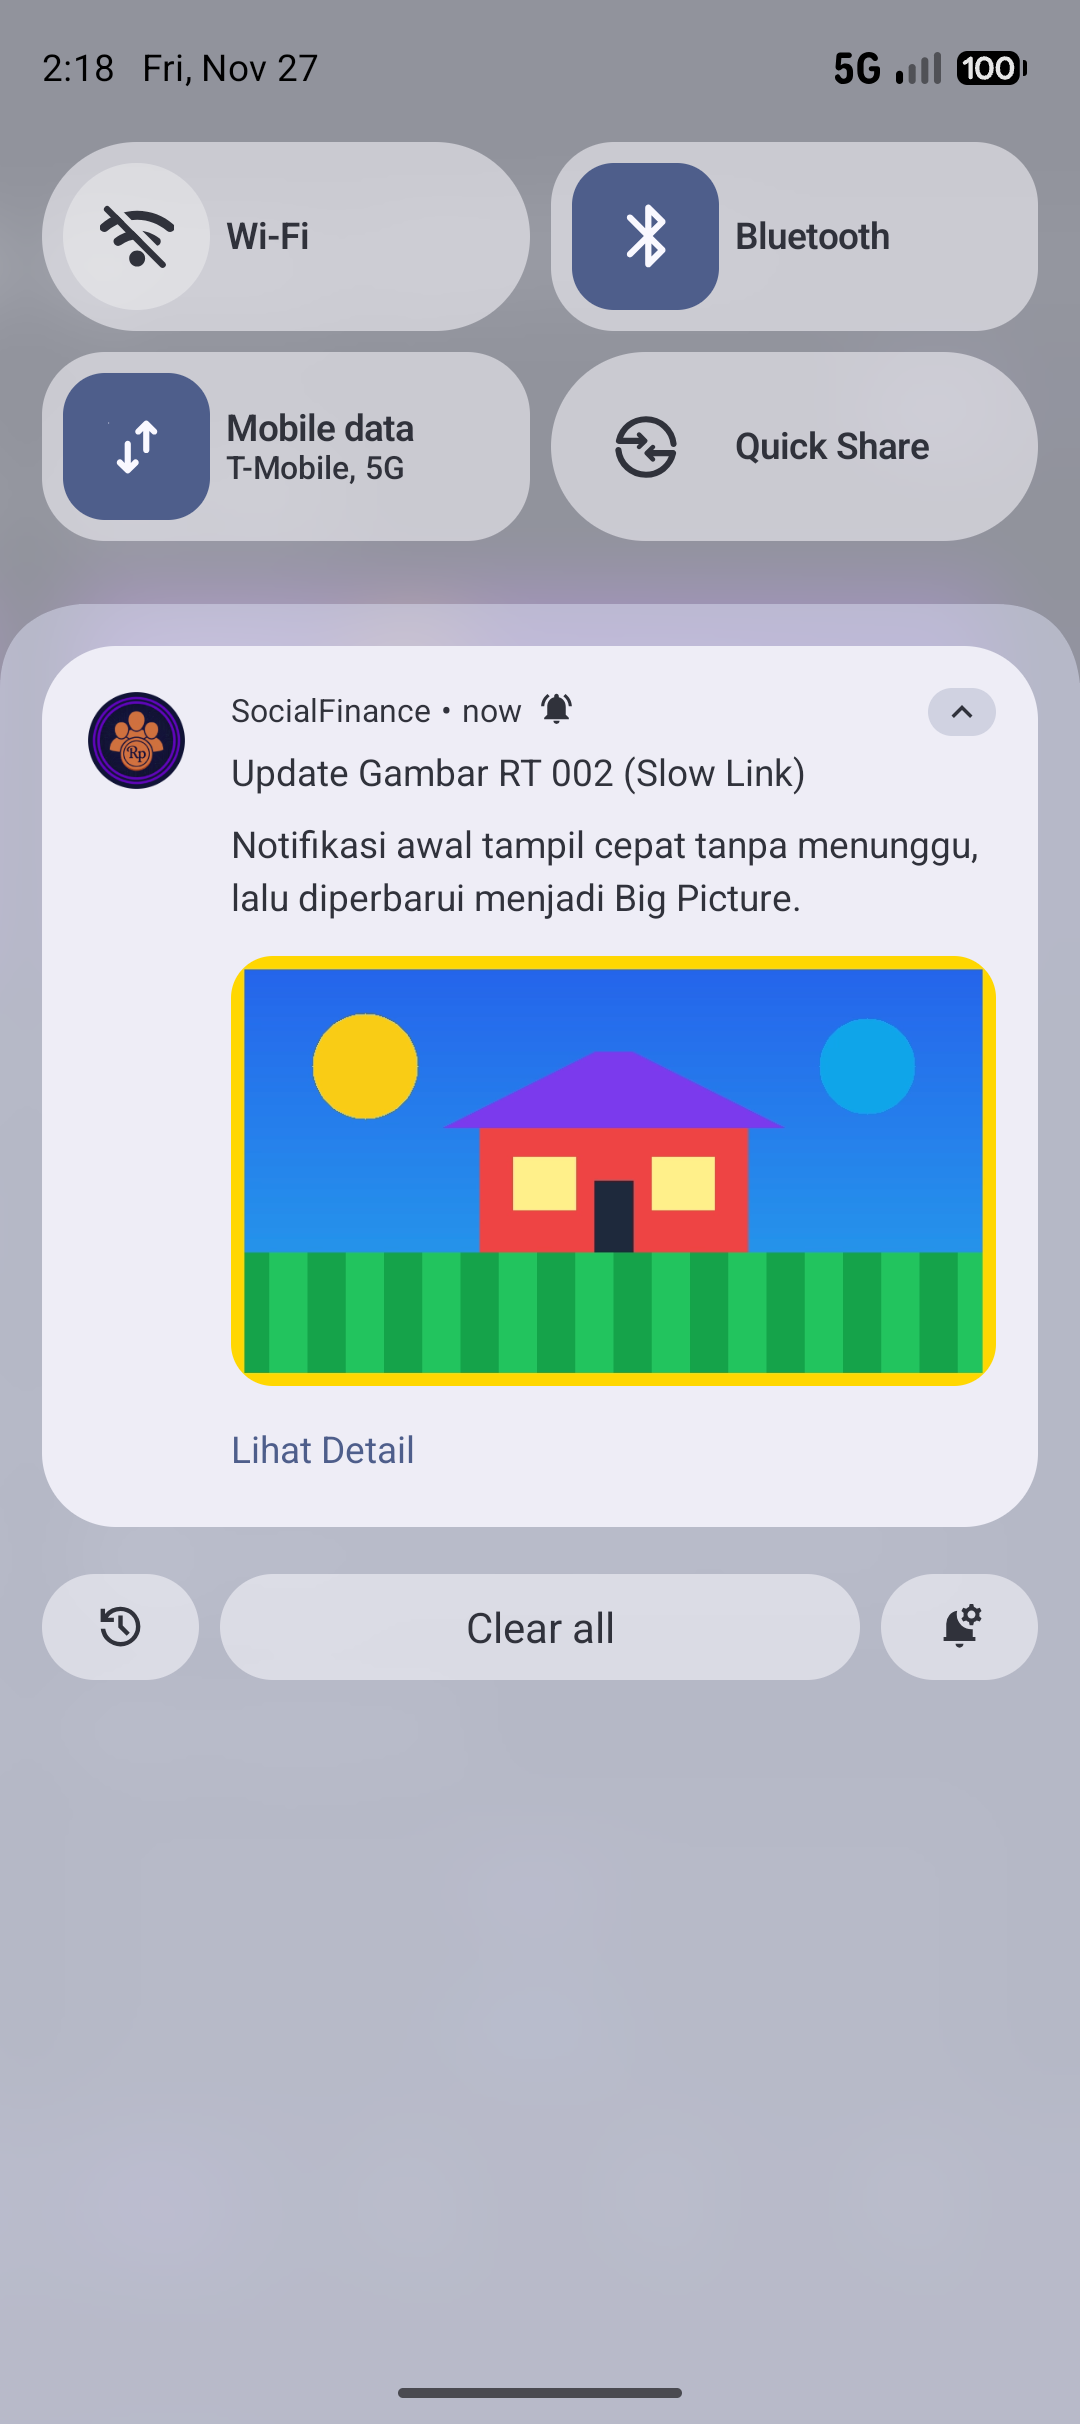 2:18 Fri, Nov 27 5G 100
Wi-Fi
Bluetooth
Mobile data
T-Mobile, 5G
Quick Share
SocialFinance • now
Update Gambar RT 002 (Slow Link)
Notifikasi awal tampil cepat tanpa menunggu,
lalu diperbarui menjadi Big Picture.
Rp
Lihat Detail
Clear all